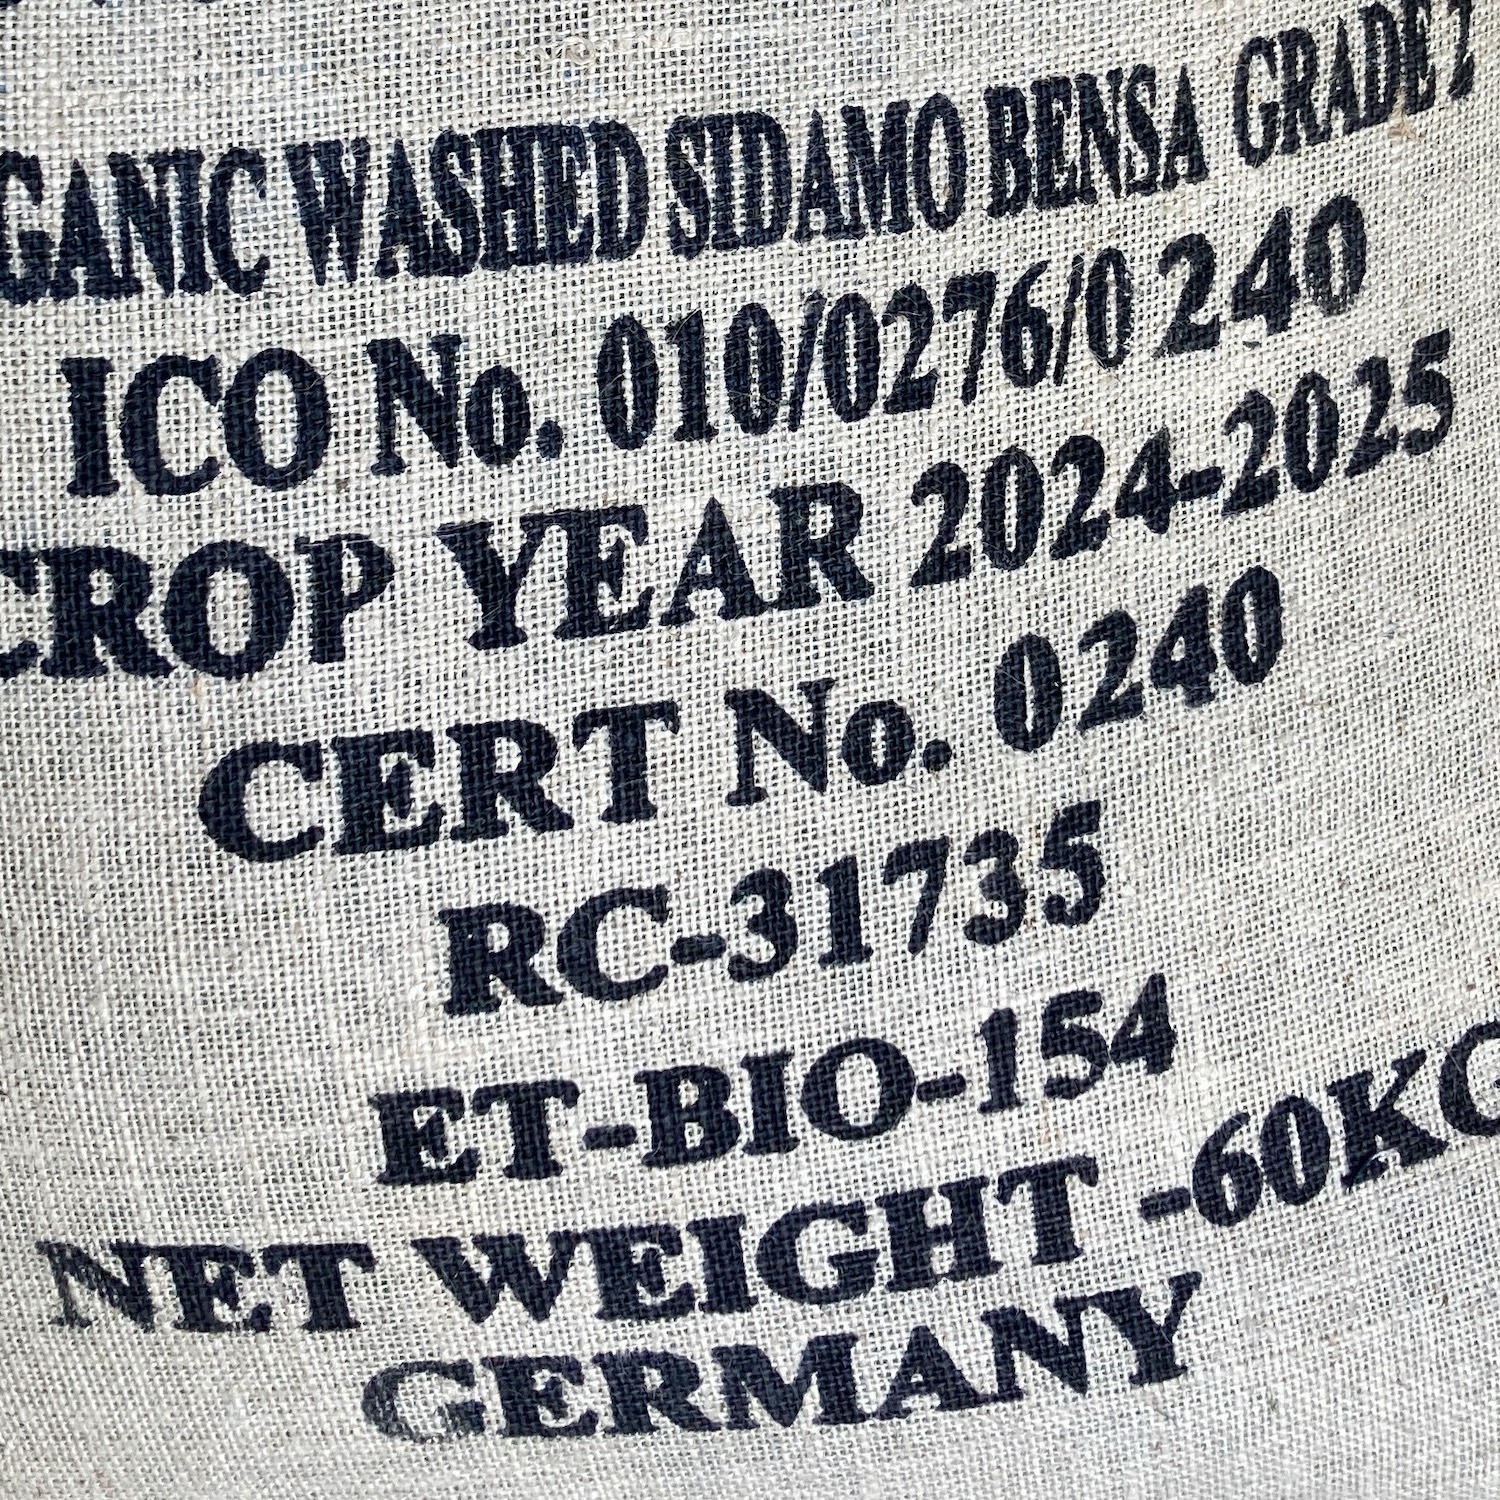 GANIC WASHED SIDAMO BENSA GRADE 2
ICO No. 010/0276/0240
CROP YEAR 2024-2025
CERT No. 0240
RC-31735
ET-BIO-154
NET WEIGHT -60KG
GERMANY